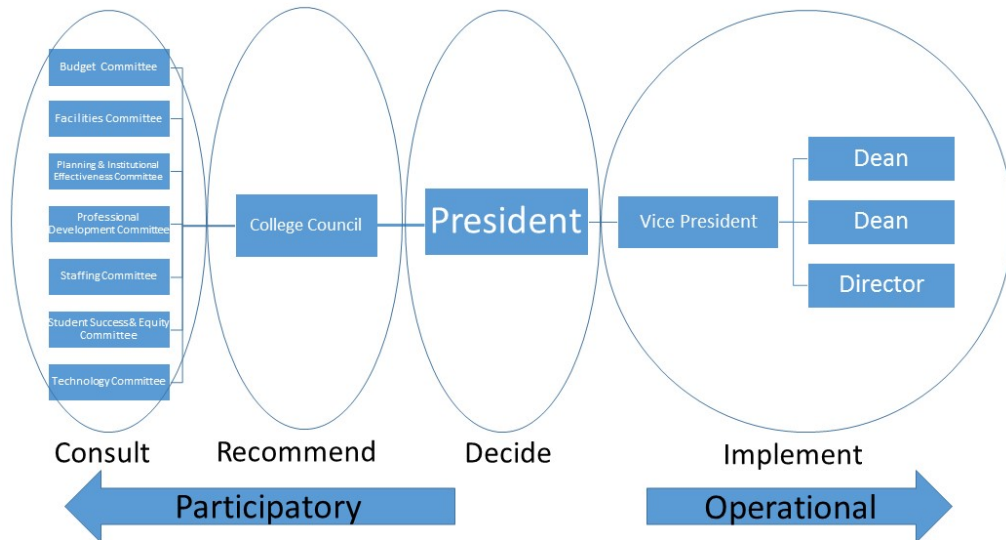 Budget Committee
Facilities Committee
Planning & Institutional
Effectiveness Committee
Professional
Development Committee
Staffing Committee
Student Success & Equity
Committee
Technology Committee
College Council
President
Vice President
Dean
Dean
Director
Consult
Recommend
Decide
Implement
Participatory
Operational